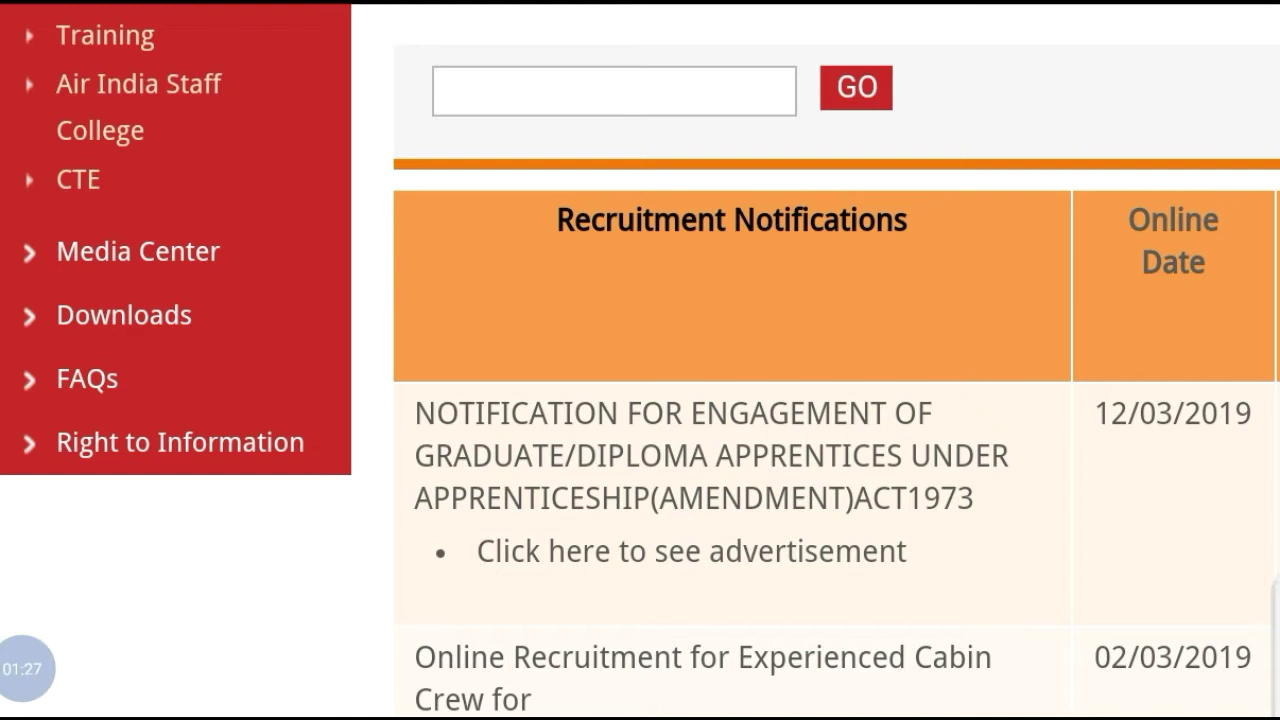 Training
Air India Staff
College
CTE
Media Center
Downloads
FAQs
Right to Information
01:27
GO
Recruitment Notifications
Online
Date
NOTIFICATION FOR ENGAGEMENT OF
GRADUATE/DIPLOMA APPRENTICES UNDER
APPRENTICESHIP(AMENDMENT)ACT1973
• Click here to see advertisement
12/03/2019
Online Recruitment for Experienced Cabin
Crew for
02/03/2019